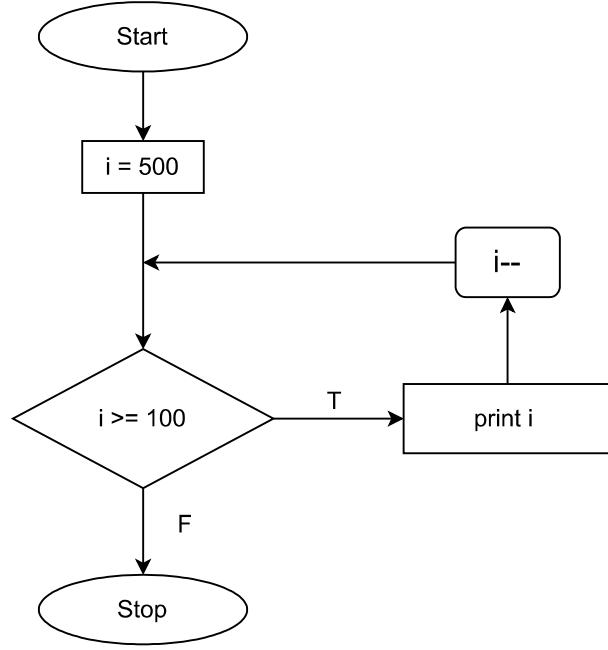 Start
i = 500
i--
i >= 100
T
print i
F
Stop